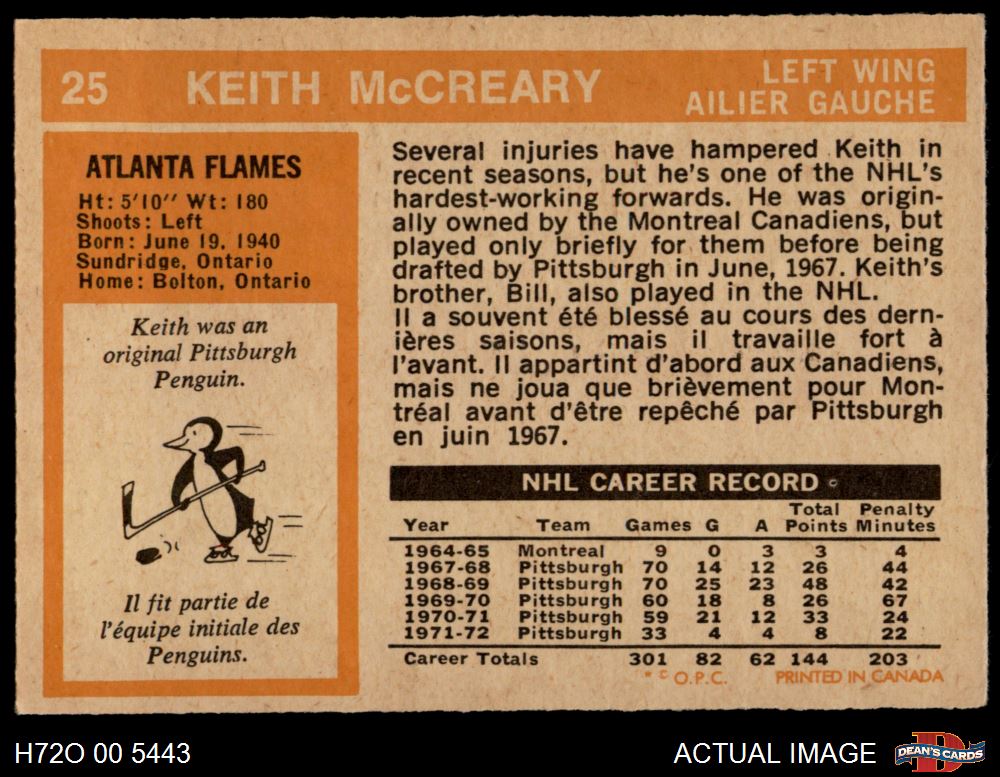 25 KEITH McCREARY
LEFT WING
AILIER GAUCHE
ATLANTA FLAMES
Ht: 5'10" Wt: 180
Shoots: Left
Born: June 19, 1940
Sundridge, Ontario
Home: Bolton, Ontario
Keith was an
original Pittsburgh
Penguin.
Il fit partie de
l'équipe initiale des
Penguins.
Several injuries have hampered Keith in
recent seasons, but he's one of the NHL's
hardest-working forwards. He was origin-
ally owned by the Montreal Canadiens, but
played only briefly for them before being
drafted by Pittsburgh in June, 1967. Keith's
brother, Bill, also played in the NHL.
Il a souvent été blessé au cours des dern-
ières saisons, mais il travaille fort à
l'avant. Il appartint d'abord aux Canadiens,
mais ne joua que brièvement pour Mon-
tréal avant d'être repêché par Pittsburgh
en juin 1967.
NHL CAREER RECORD
Year Team Games G A Total Points Penalty Minutes
1964-65 Montreal 9 0 3 3 4
1967-68 Pittsburgh 70 14 12 26 44
1968-69 Pittsburgh 70 25 23 48 42
1969-70 Pittsburgh 60 18 8 26 67
1970-71 Pittsburgh 59 21 12 33 24
1971-72 Pittsburgh 33 4 4 8 22
Career Totals 301 82 62 144 203
* © O.P.C. PRINTED IN CANADA
H72O 00 5443
ACTUAL IMAGE
DEAN'S CARDS